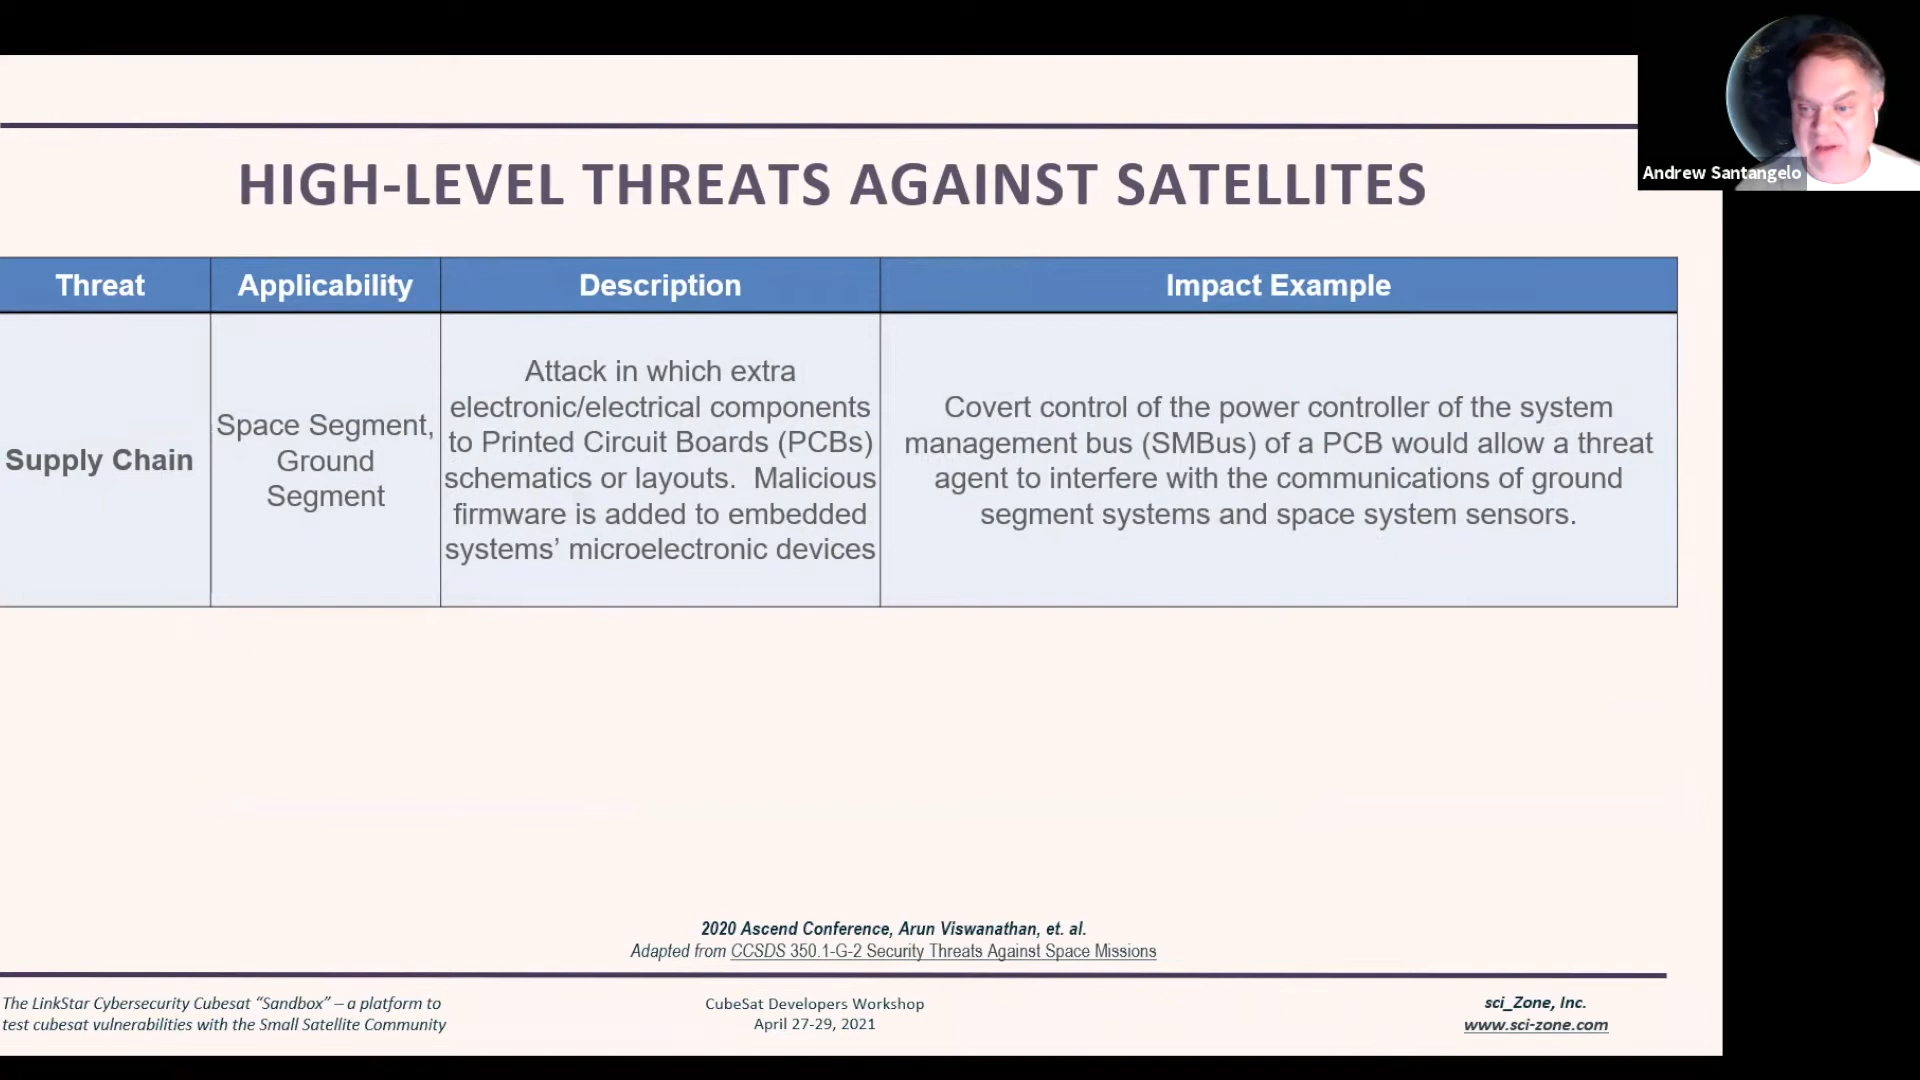 Andrew Santangelo
HIGH-LEVEL THREATS AGAINST SATELLITES
Threat
Applicability
Description
Impact Example
Supply Chain
Space Segment,
Ground
Segment
Attack in which extra
electronic/electrical components
to Printed Circuit Boards (PCBs)
schematics or layouts.  Malicious
firmware is added to embedded
systems’ microelectronic devices
Covert control of the power controller of the system
management bus (SMBus) of a PCB would allow a threat
agent to interfere with the communications of ground
segment systems and space system sensors.
2020 Ascend Conference, Arun Viswanathan, et. al.
Adapted from CCSDS 350.1-G-2 Security Threats Against Space Missions
The LinkStar Cybersecurity Cubesat “Sandbox” – a platform to
test cubesat vulnerabilities with the Small Satellite Community
CubeSat Developers Workshop
April 27-29, 2021
sci_Zone, Inc.
www.sci-zone.com